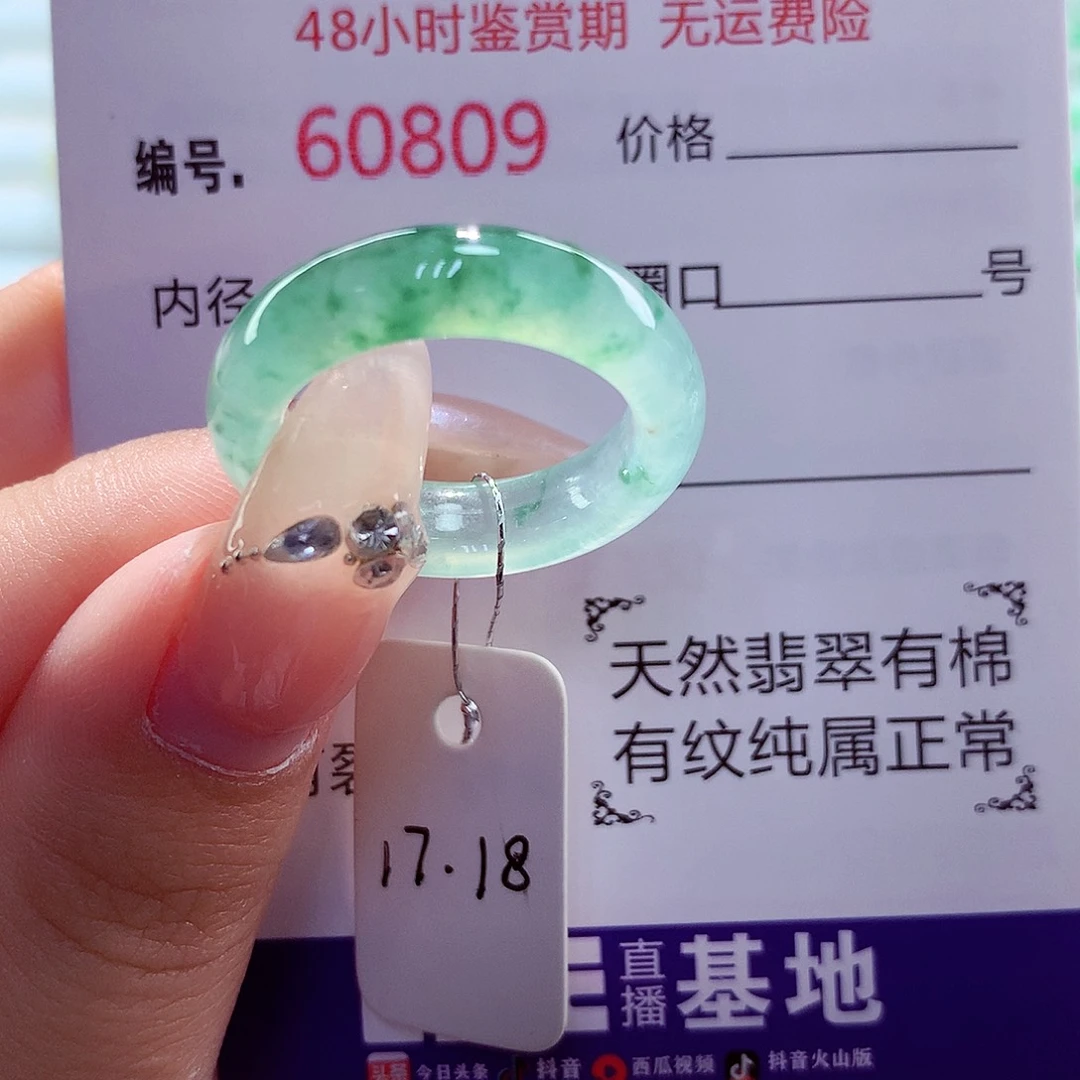 48小时鉴赏期 无运费险
编号. 60809 价格
内径 圈口 号
天然翡翠有棉
有纹纯属正常
裂
17.18
直播基地
今日头条 抖音 西瓜视频 抖音火山版